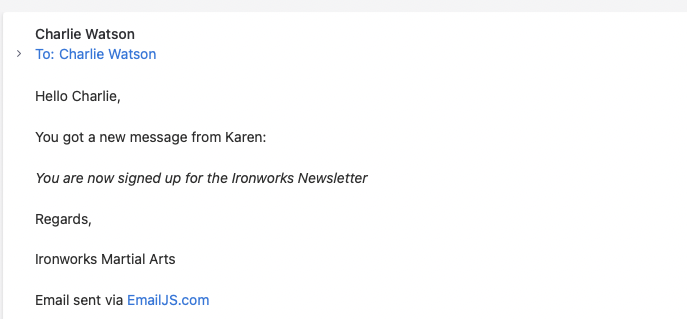 Charlie Watson
To: Charlie Watson
Hello Charlie,
You got a new message from Karen:
You are now signed up for the Ironworks Newsletter
Regards,
Ironworks Martial Arts
Email sent via EmailJS.com